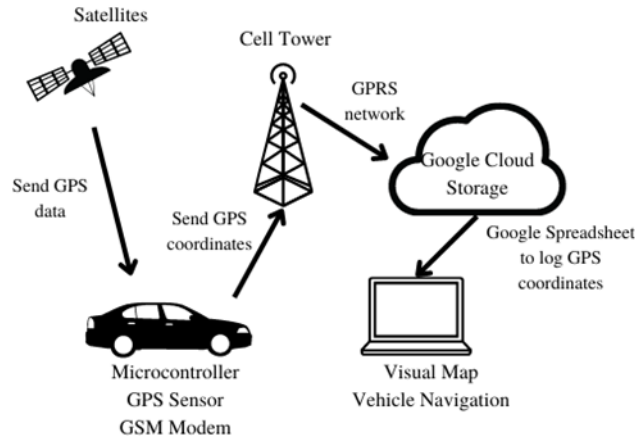 Satellites
Cell Tower
GPRS
network
Google Cloud
Storage
Send GPS
data
Send GPS
coordinates
Google Spreadsheet
to log GPS
coordinates
Microcontroller
GPS Sensor
GSM Modem
Visual Map
Vehicle Navigation